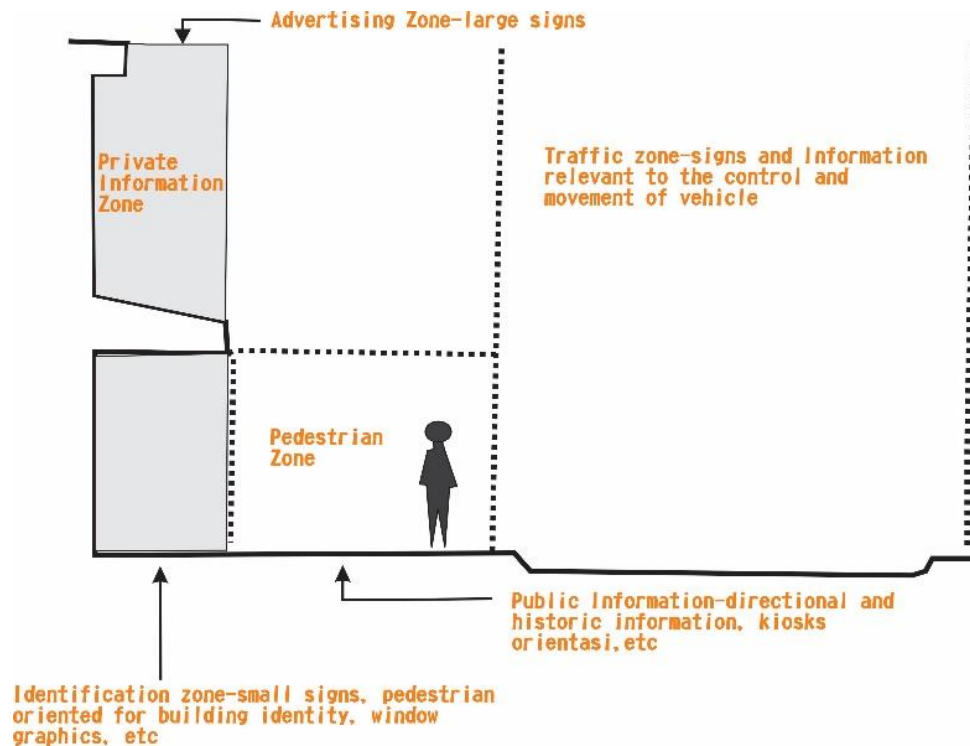 Advertising Zone-large signs
Private
Information
Zone
Traffic zone-signs and Information
relevant to the control and
movement of vehicle
Pedestrian
Zone
Public Information-directional and
historic information, kiosks
orientasi,etc
Identification zone-small signs, pedestrian
oriented for building identity, window
graphics, etc